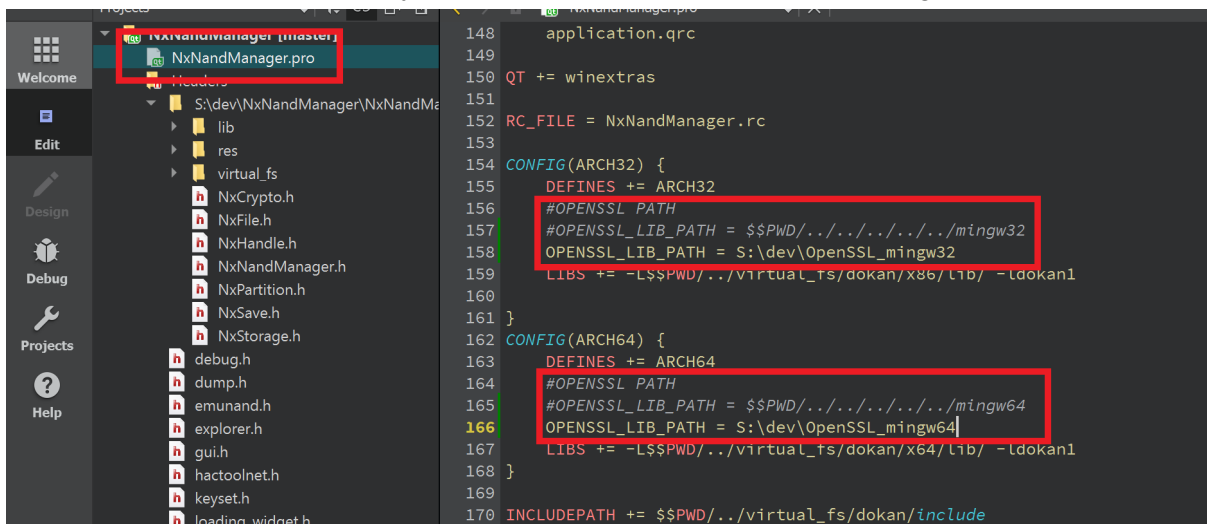 Projects
NxNandManager.pro
NxNandManager [master]
NxNandManager.pro
Headers
S:\dev\NxNandManager\NxNandMa
lib
res
virtual_fs
NxCrypto.h
NxFile.h
NxHandle.h
NxNandManager.h
NxPartition.h
NxSave.h
NxStorage.h
debug.h
dump.h
emunand.h
explorer.h
gui.h
hactoolnet.h
keyset.h
loading_widget.h
Welcome
Edit
Design
Debug
Projects
Help
148 application.qrc
149
150 QT += winextras
151
152 RC_FILE = NxNandManager.rc
153
154 CONFIG(ARCH32) {
155 DEFINES += ARCH32
156 #OPENSSL PATH
157 #OPENSSL_LIB_PATH = $$PWD/../../../../../mingw32
158 OPENSSL_LIB_PATH = S:\dev\OpenSSL_mingw32
159 LIBS += -L$$PWD/../virtual_fs/dokan/x86/lib/ -ldokan1
160
161 }
162 CONFIG(ARCH64) {
163 DEFINES += ARCH64
164 #OPENSSL PATH
165 #OPENSSL_LIB_PATH = $$PWD/../../../../../mingw64
166 OPENSSL_LIB_PATH = S:\dev\OpenSSL_mingw64
167 LIBS += -L$$PWD/../virtual_fs/dokan/x64/lib/ -ldokan1
168 }
169
170 INCLUDEPATH += $$PWD/../virtual_fs/dokan/include